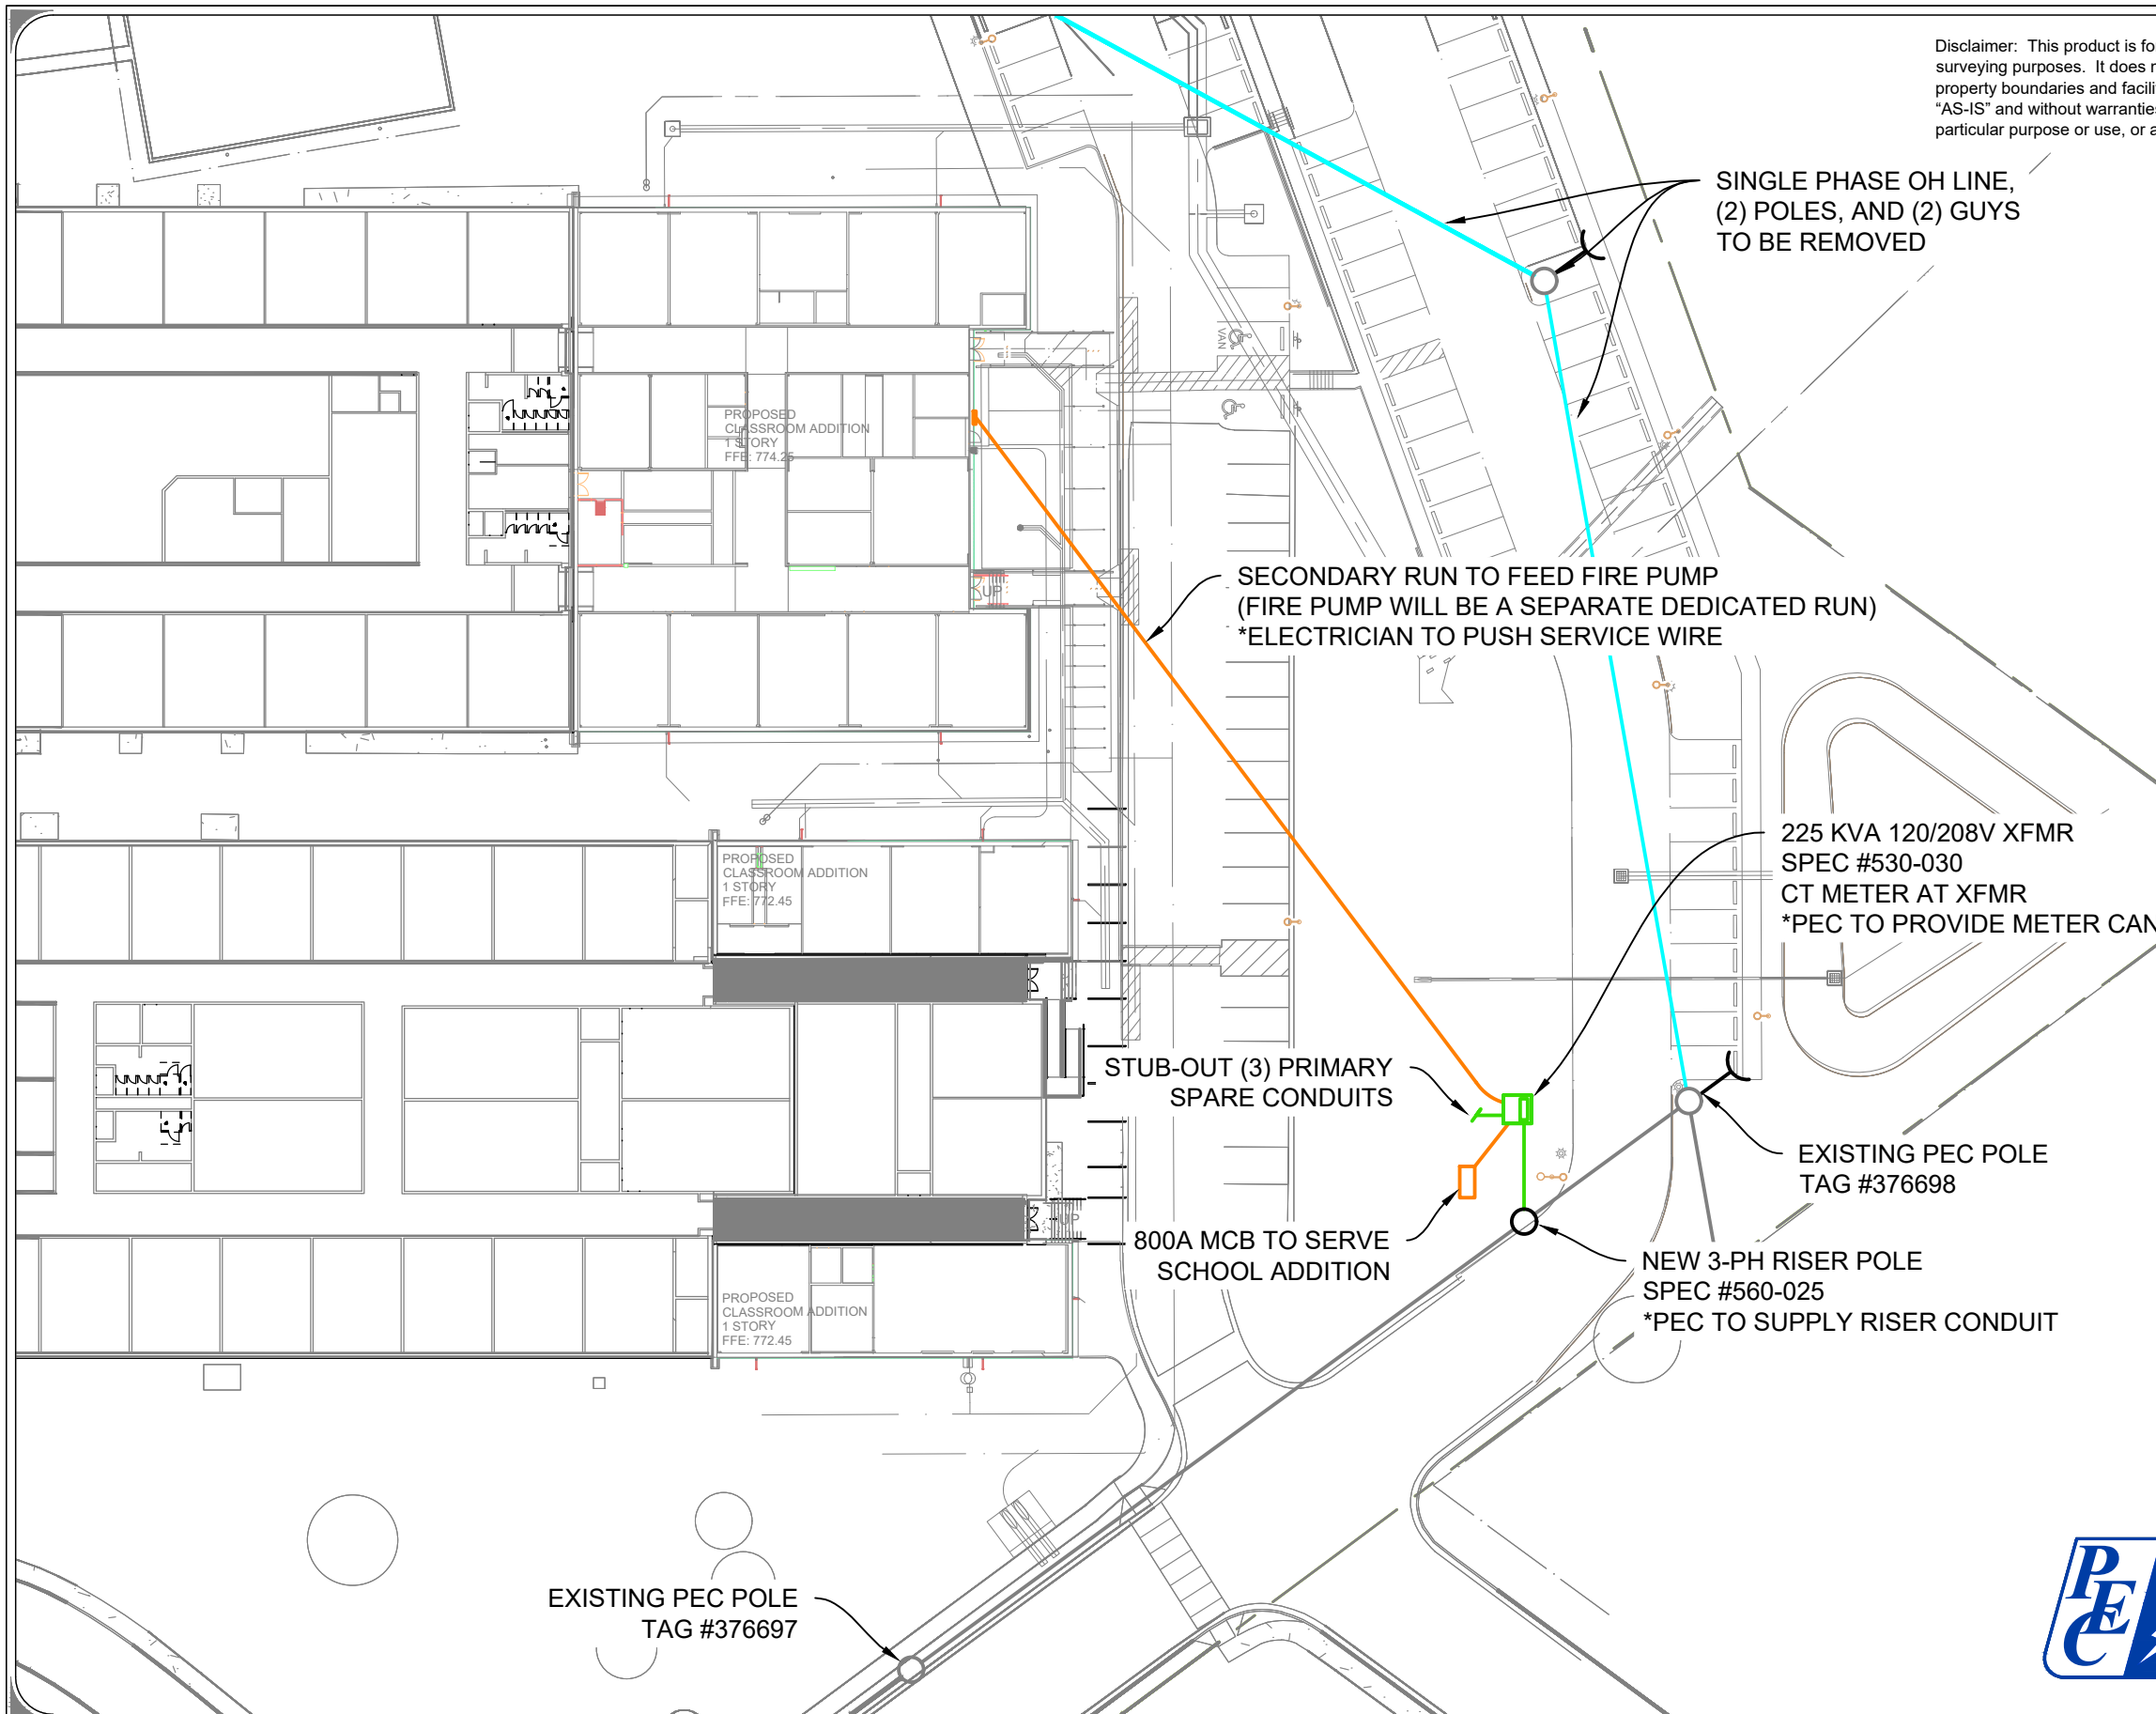 Disclaimer: This product is fo
surveying purposes. It does
property boundaries and facili
“AS-IS” and without warranties
particular purpose or use, or a
SINGLE PHASE OH LINE,
(2) POLES, AND (2) GUYS
TO BE REMOVED
VAN
PROPOSED
CLASSROOM ADDITION
1 STORY
FFE: 774.25
UP
SECONDARY RUN TO FEED FIRE PUMP
(FIRE PUMP WILL BE A SEPARATE DEDICATED RUN)
*ELECTRICIAN TO PUSH SERVICE WIRE
225 KVA 120/208V XFMR
SPEC #530-030
CT METER AT XFMR
*PEC TO PROVIDE METER CAN
PROPOSED
CLASSROOM ADDITION
1 STORY
FFE: 772.45
STUB-OUT (3) PRIMARY
SPARE CONDUITS
EXISTING PEC POLE
TAG #376698
UP
800A MCB TO SERVE
SCHOOL ADDITION
NEW 3-PH RISER POLE
SPEC #560-025
*PEC TO SUPPLY RISER CONDUIT
PROPOSED
CLASSROOM ADDITION
1 STORY
FFE: 772.45
EXISTING PEC POLE
TAG #376697
PEC